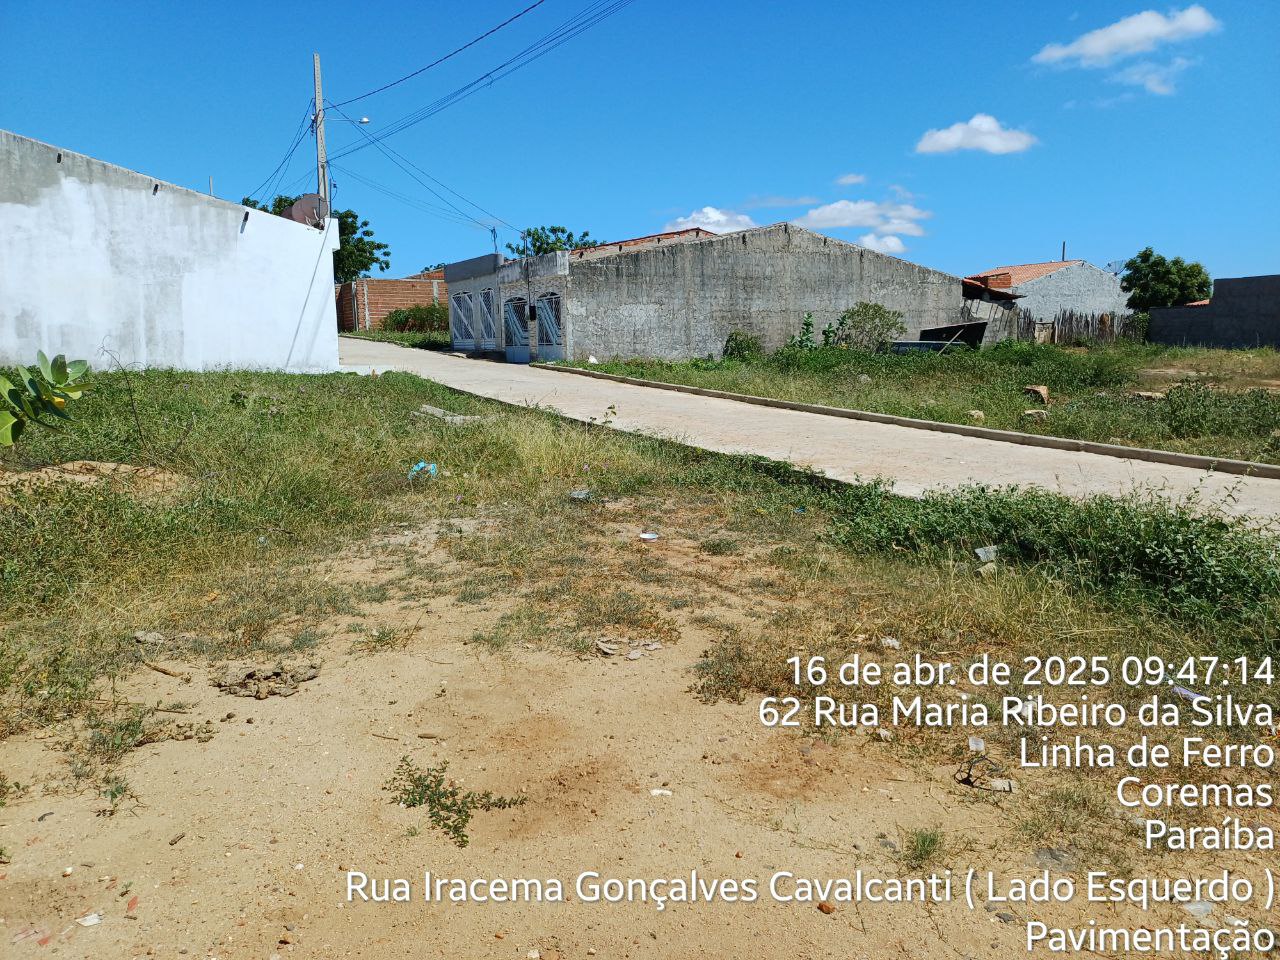 16 de abr. de 2025 09:47:14
62 Rua Maria Ribeiro da Silva
Linha de Ferro
Coremas
Paraíba
Rua Iracema Gonçalves Cavalcanti ( Lado Esquerdo )
Pavimentação